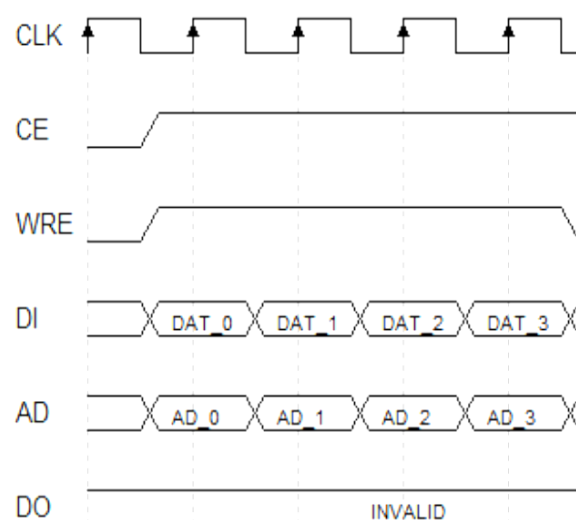 CLK
CE
WRE
DI DAT_0 DAT_1 DAT_2 DAT_3
AD AD_0 AD_1 AD_2 AD_3
DO INVALID